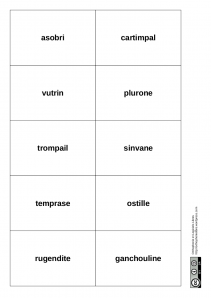 asobri cartimpal
vutrin plurone
trompail sinvane
temprase ostille
rugendite ganchouline